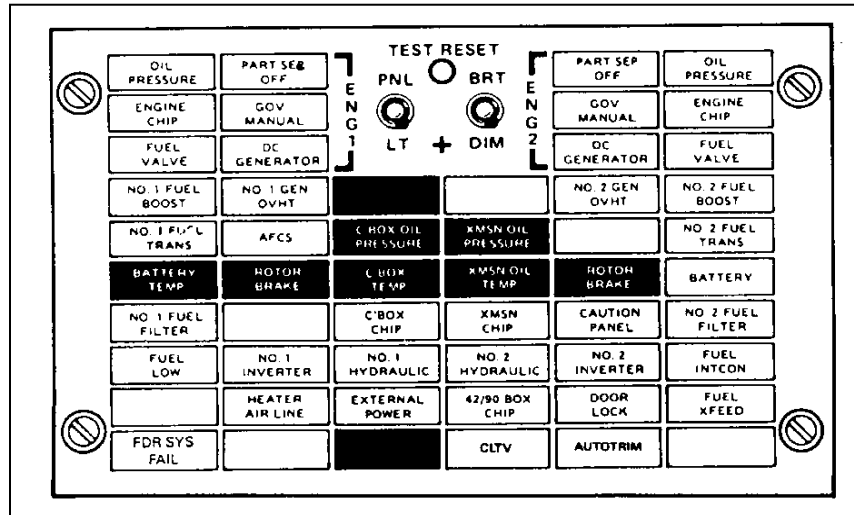 TEST RESET
PNL BRT
LT + DIM
ENG1
ENG2
OIL PRESSURE
PART SEP OFF
PART SEP OFF
OIL PRESSURE
ENGINE CHIP
GOV MANUAL
GOV MANUAL
ENGINE CHIP
FUEL VALVE
DC GENERATOR
DC GENERATOR
FUEL VALVE
NO. 1 FUEL BOOST
NO. 1 GEN OVHT
NO. 2 GEN OVHT
NO. 2 FUEL BOOST
NO. 1 FUEL TRANS
AFCS
C BOX OIL PRESSURE
XMSN OIL PRESSURE
NO. 2 FUEL TRANS
BATTERY TEMP
ROTOR BRAKE
C BOX TEMP
XMSN OIL TEMP
ROTOR BRAKE
BATTERY
NO. 1 FUEL FILTER
C'BOX CHIP
XMSN CHIP
CAUTION PANEL
NO. 2 FUEL FILTER
FUEL LOW
NO. 1 INVERTER
NO. 1 HYDRAULIC
NO. 2 HYDRAULIC
NO. 2 INVERTER
FUEL INTCON
HEATER AIR LINE
EXTERNAL POWER
42/90 BOX CHIP
DOOR LOCK
FUEL XFEED
FDR SYS FAIL
CLTV
AUTOTRIM